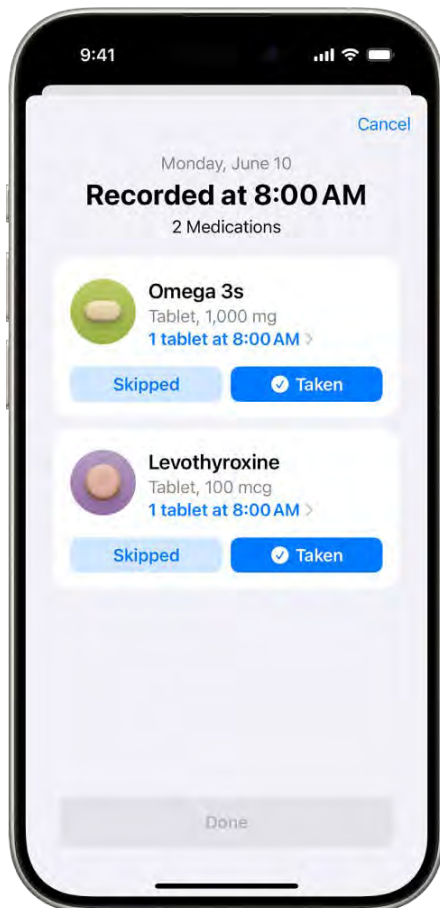 9:41
Cancel
Monday, June 10
Recorded at 8:00 AM
2 Medications
Omega 3s
Tablet, 1,000 mg
1 tablet at 8:00 AM >
Skipped
Taken
Levothyroxine
Tablet, 100 mcg
1 tablet at 8:00 AM >
Skipped
Taken
Done